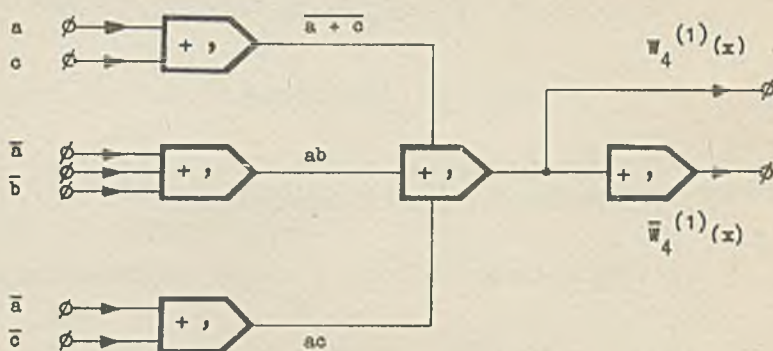 a
c
+ ,
a̅ ̅+̅ ̅c̅
W₄⁽¹⁾(x)
a̅
b̅
+ ,
ab
+ ,
+ ,
W̅₄⁽¹⁾(x)
a̅
c̅
+ ,
ac